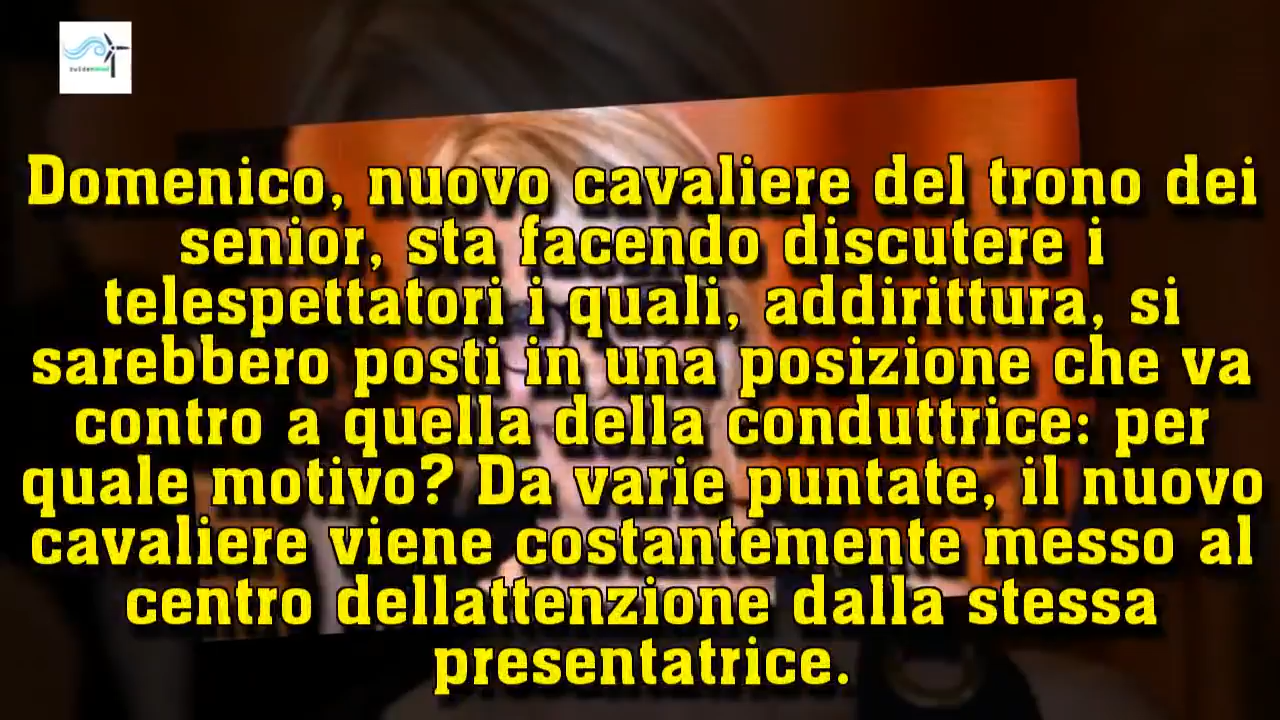 Domenico, nuovo cavaliere del trono dei
senior, sta facendo discutere i
telespettatori i quali, addirittura, si
sarebbero posti in una posizione che va
contro a quella della conduttrice: per
quale motivo? Da varie puntate, il nuovo
cavaliere viene costantemente messo al
centro dellattenzione dalla stessa
presentatrice.